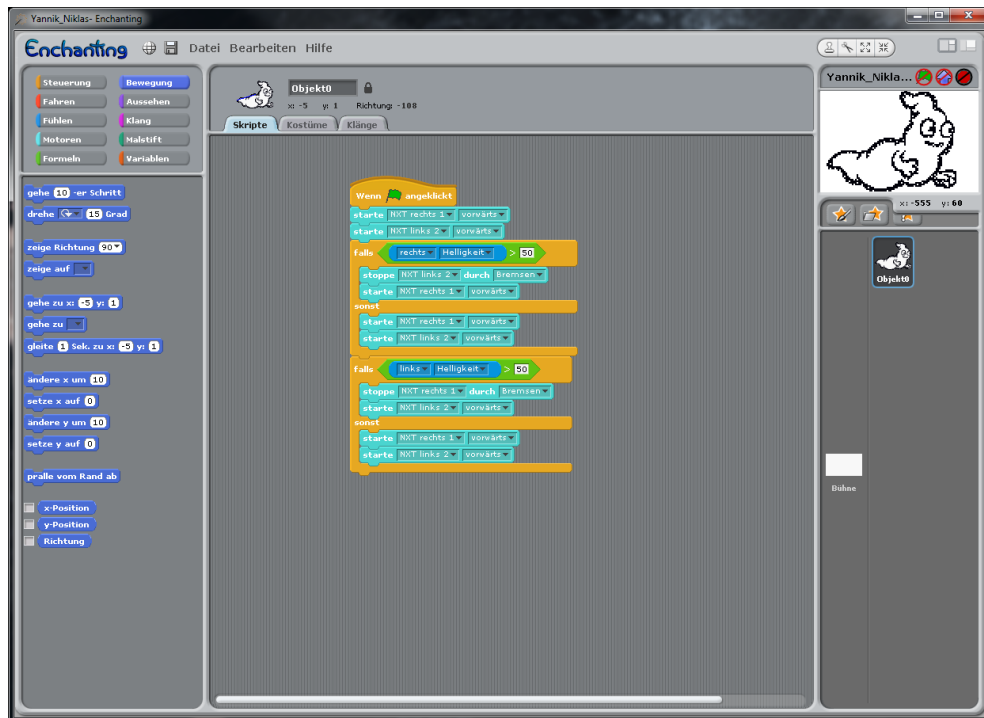 Yannik_Niklas- Enchanting
Enchanting Datei Bearbeiten Hilfe
Steuerung Bewegung
Fahren Aussehen
Fühlen Klang
Motoren Malstift
Formeln Variablen
gehe 10 -er Schritt
drehe 15 Grad
zeige Richtung 90
zeige auf
gehe zu x: -5 y: 1
gehe zu
gleite 1 Sek. zu x: -5 y: 1
ändere x um 10
setze x auf 0
ändere y um 10
setze y auf 0
pralle vom Rand ab
x-Position
y-Position
Richtung
Objekt0
x: -5 y: 1 Richtung: -108
Skripte Kostüme Klänge
Wenn angeklickt
starte NXT rechts 1 vorwärts
starte NXT links 2 vorwärts
falls rechts Helligkeit > 50
stoppe NXT links 2 durch Bremsen
starte NXT rechts 1 vorwärts
sonst
starte NXT rechts 1 vorwärts
starte NXT links 2 vorwärts
falls links Helligkeit > 50
stoppe NXT rechts 1 durch Bremsen
starte NXT links 2 vorwärts
sonst
starte NXT rechts 1 vorwärts
starte NXT links 2 vorwärts
Yannik_Nikla...
x: -555 y: 60
Objekt0
Bühne